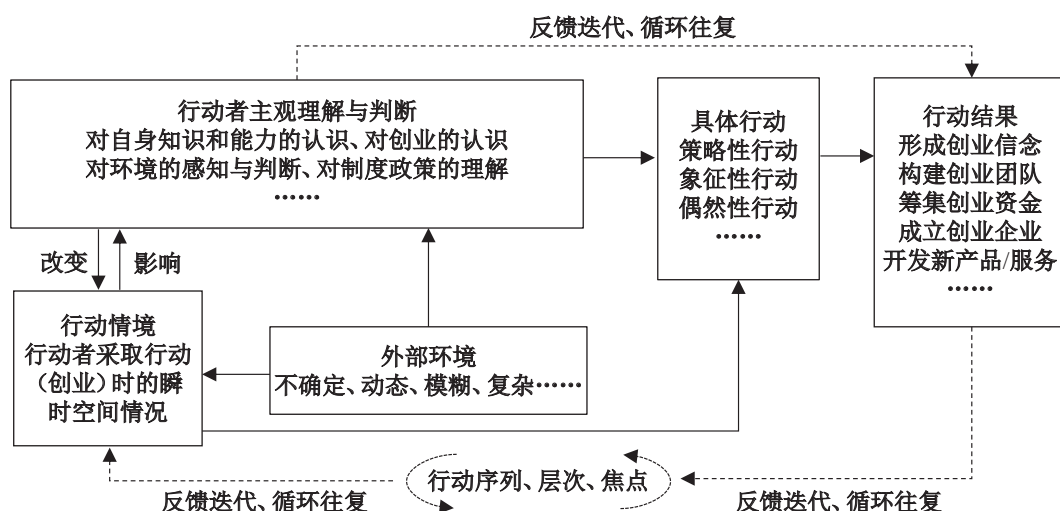 反馈迭代、循环往复
行动者主观理解与判断
对自身知识和能力的认识、对创业的认识
对环境的感知与判断、对制度政策的理解
……
具体行动
策略性行动
象征性行动
偶然性行动
……
行动结果
形成创业信念
构建创业团队
筹集创业资金
成立创业企业
开发新产品/服务
……
改变
影响
行动情境
行动者采取行动
（创业）时的瞬
时空间情况
外部环境
不确定、动态、模糊、复杂……
行动序列、层次、焦点
反馈迭代、循环往复
反馈迭代、循环往复